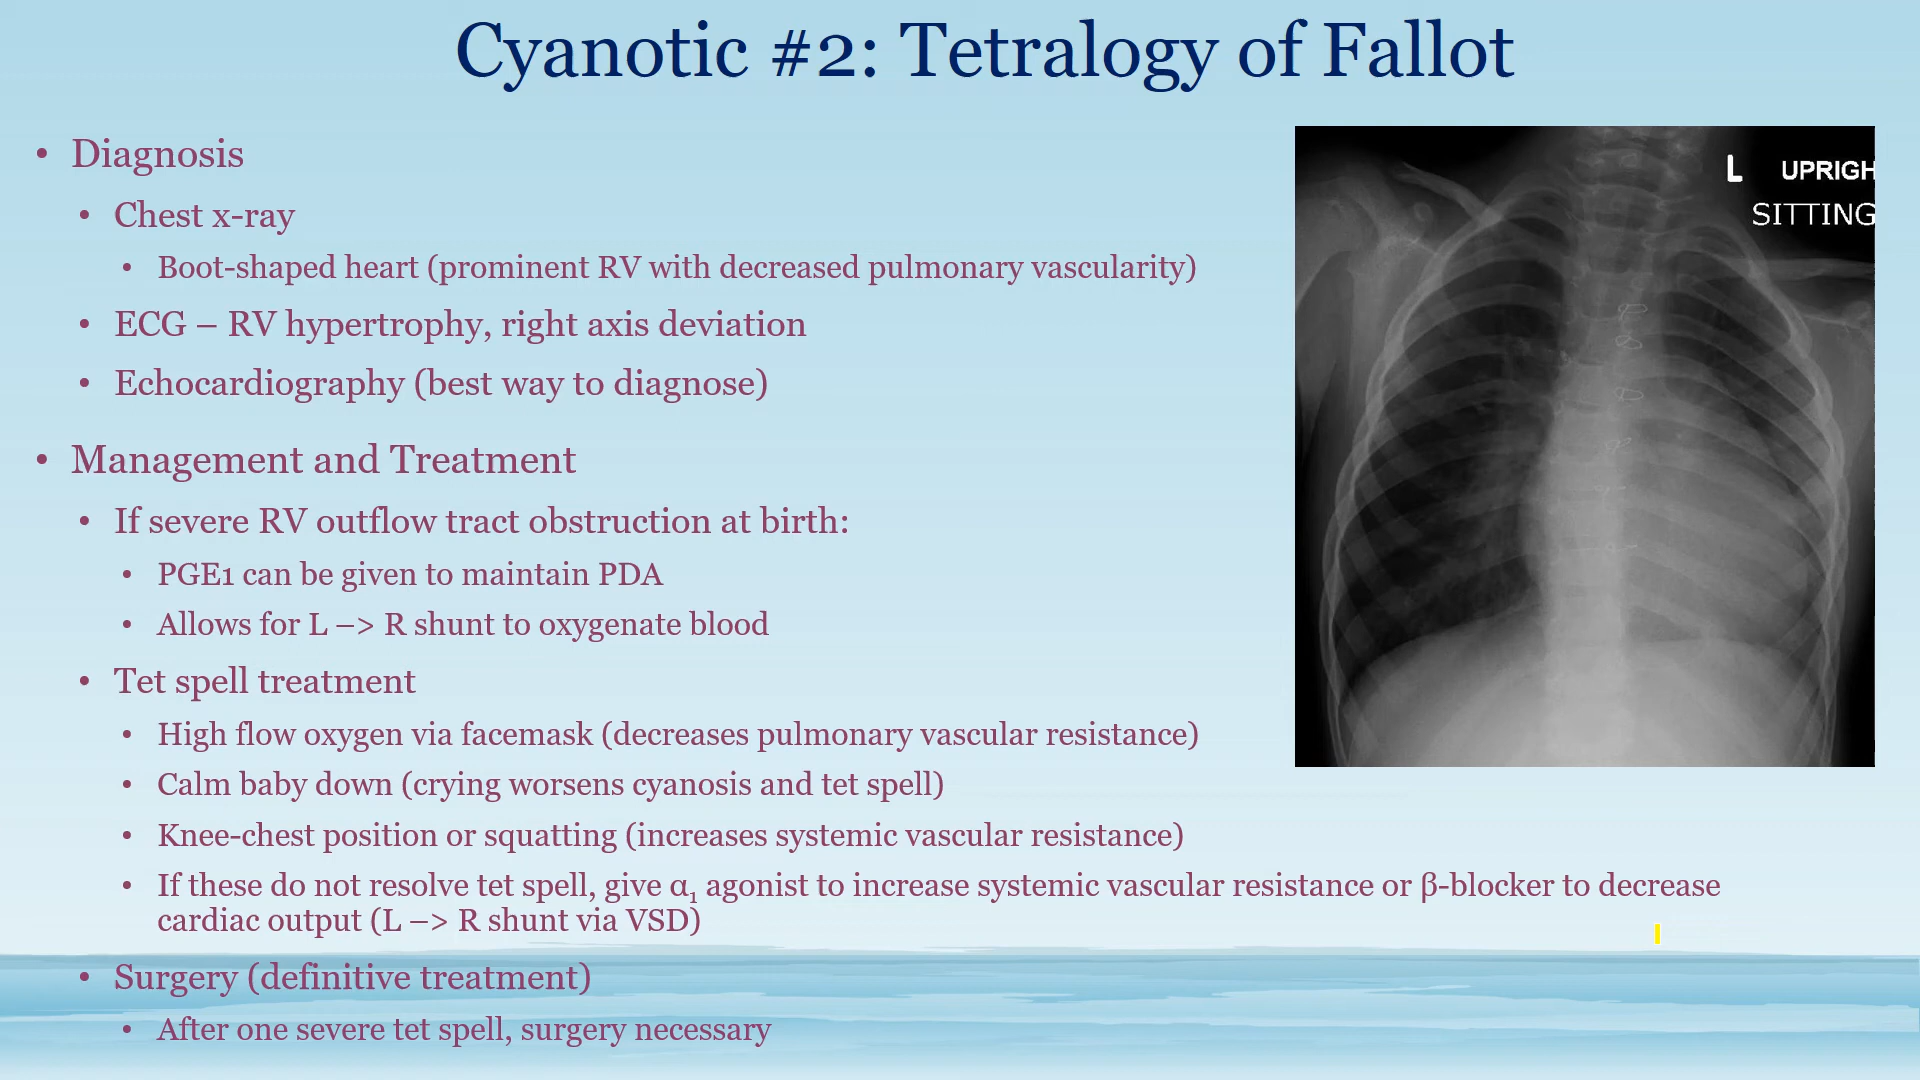 Cyanotic #2: Tetralogy of Fallot
• Diagnosis
• Chest x-ray
• Boot-shaped heart (prominent RV with decreased pulmonary vascularity)
• ECG – RV hypertrophy, right axis deviation
• Echocardiography (best way to diagnose)
• Management and Treatment
• If severe RV outflow tract obstruction at birth:
• PGE1 can be given to maintain PDA
• Allows for L –> R shunt to oxygenate blood
• Tet spell treatment
• High flow oxygen via facemask (decreases pulmonary vascular resistance)
• Calm baby down (crying worsens cyanosis and tet spell)
• Knee-chest position or squatting (increases systemic vascular resistance)
• If these do not resolve tet spell, give α₁ agonist to increase systemic vascular resistance or β-blocker to decrease
cardiac output (L –> R shunt via VSD)
• Surgery (definitive treatment)
• After one severe tet spell, surgery necessary
L UPRIGH
SITTING